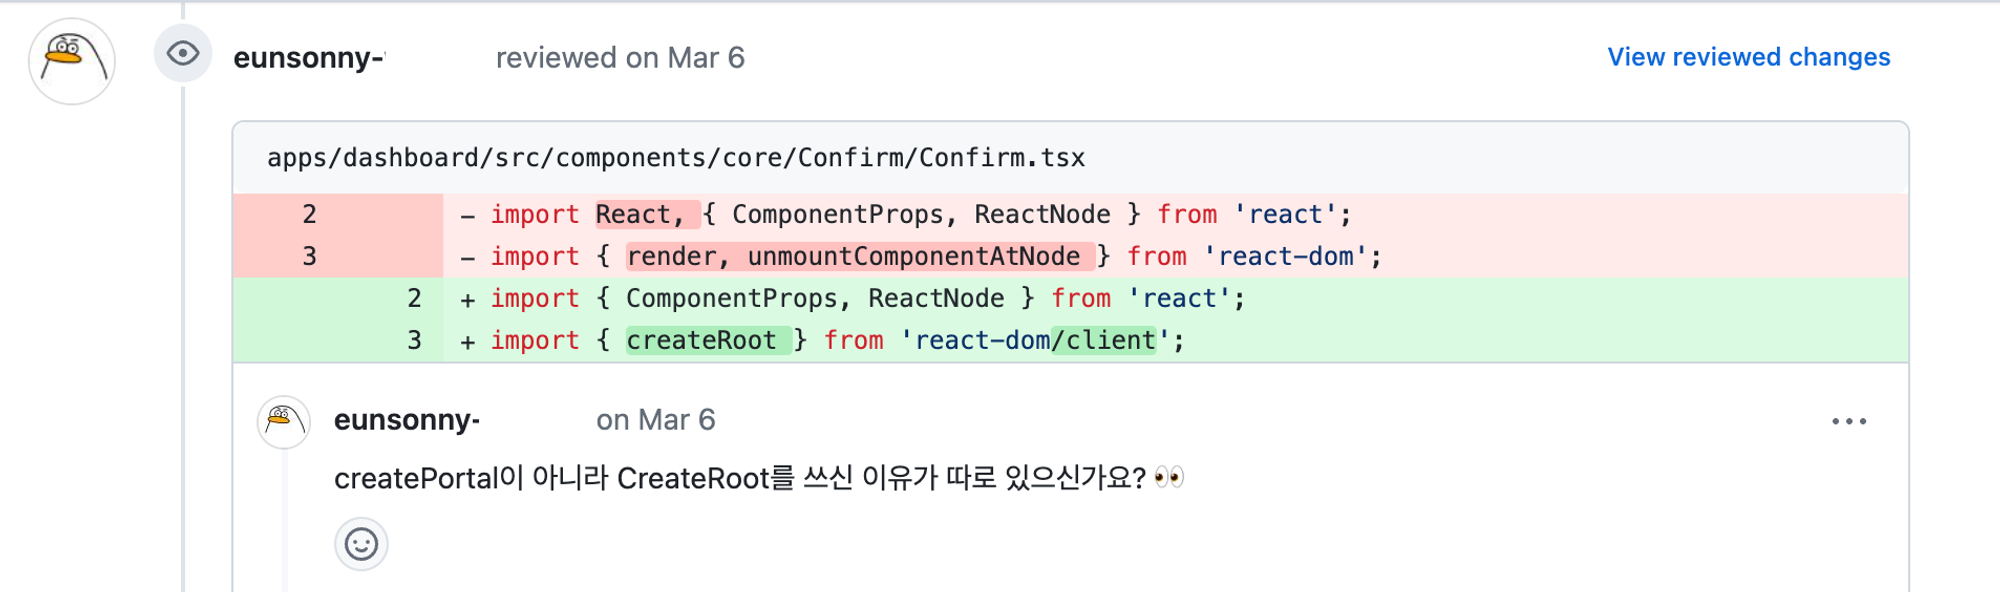 eunsonny- reviewed on Mar 6 View reviewed changes
apps/dashboard/src/components/core/Confirm/Confirm.tsx
2 - import React, { ComponentProps, ReactNode } from 'react';
3 - import { render, unmountComponentAtNode } from 'react-dom';
2 + import { ComponentProps, ReactNode } from 'react';
3 + import { createRoot } from 'react-dom/client';
eunsonny- on Mar 6
createPortal이 아니라 CreateRoot를 쓰신 이유가 따로 있으신가요? 👀